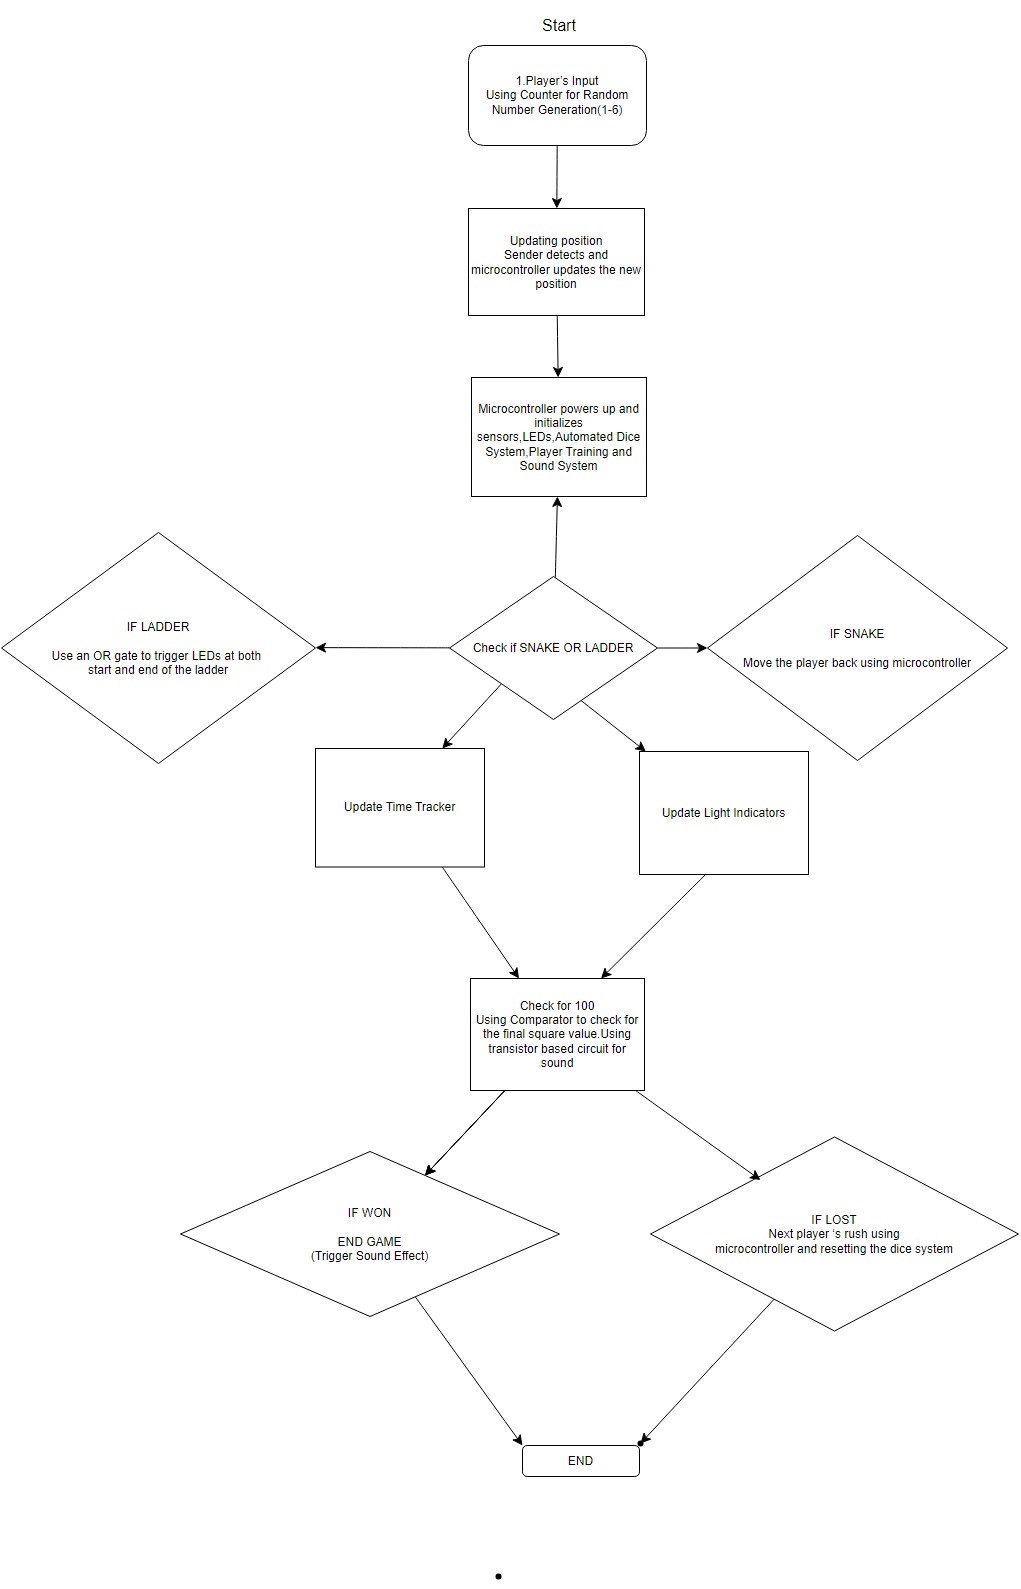 Start
1.Player's Input
Using Counter for Random
Number Generation(1-6)
Updating position
Sender detects and
microcontroller updates the new
position
Microcontroller powers up and
initializes
sensors,LEDs,Automated Dice
System,Player Training and
Sound System
IF LADDER
Use an OR gate to trigger LEDs at both
start and end of the ladder
Check if SNAKE OR LADDER
IF SNAKE
Move the player back using microcontroller
Update Time Tracker
Update Light Indicators
Check for 100
Using Comparator to check for
the final square value.Using
transistor based circuit for
sound
IF WON
END GAME
(Trigger Sound Effect)
IF LOST
Next player ‘s rush using
microcontroller and resetting the dice system
END